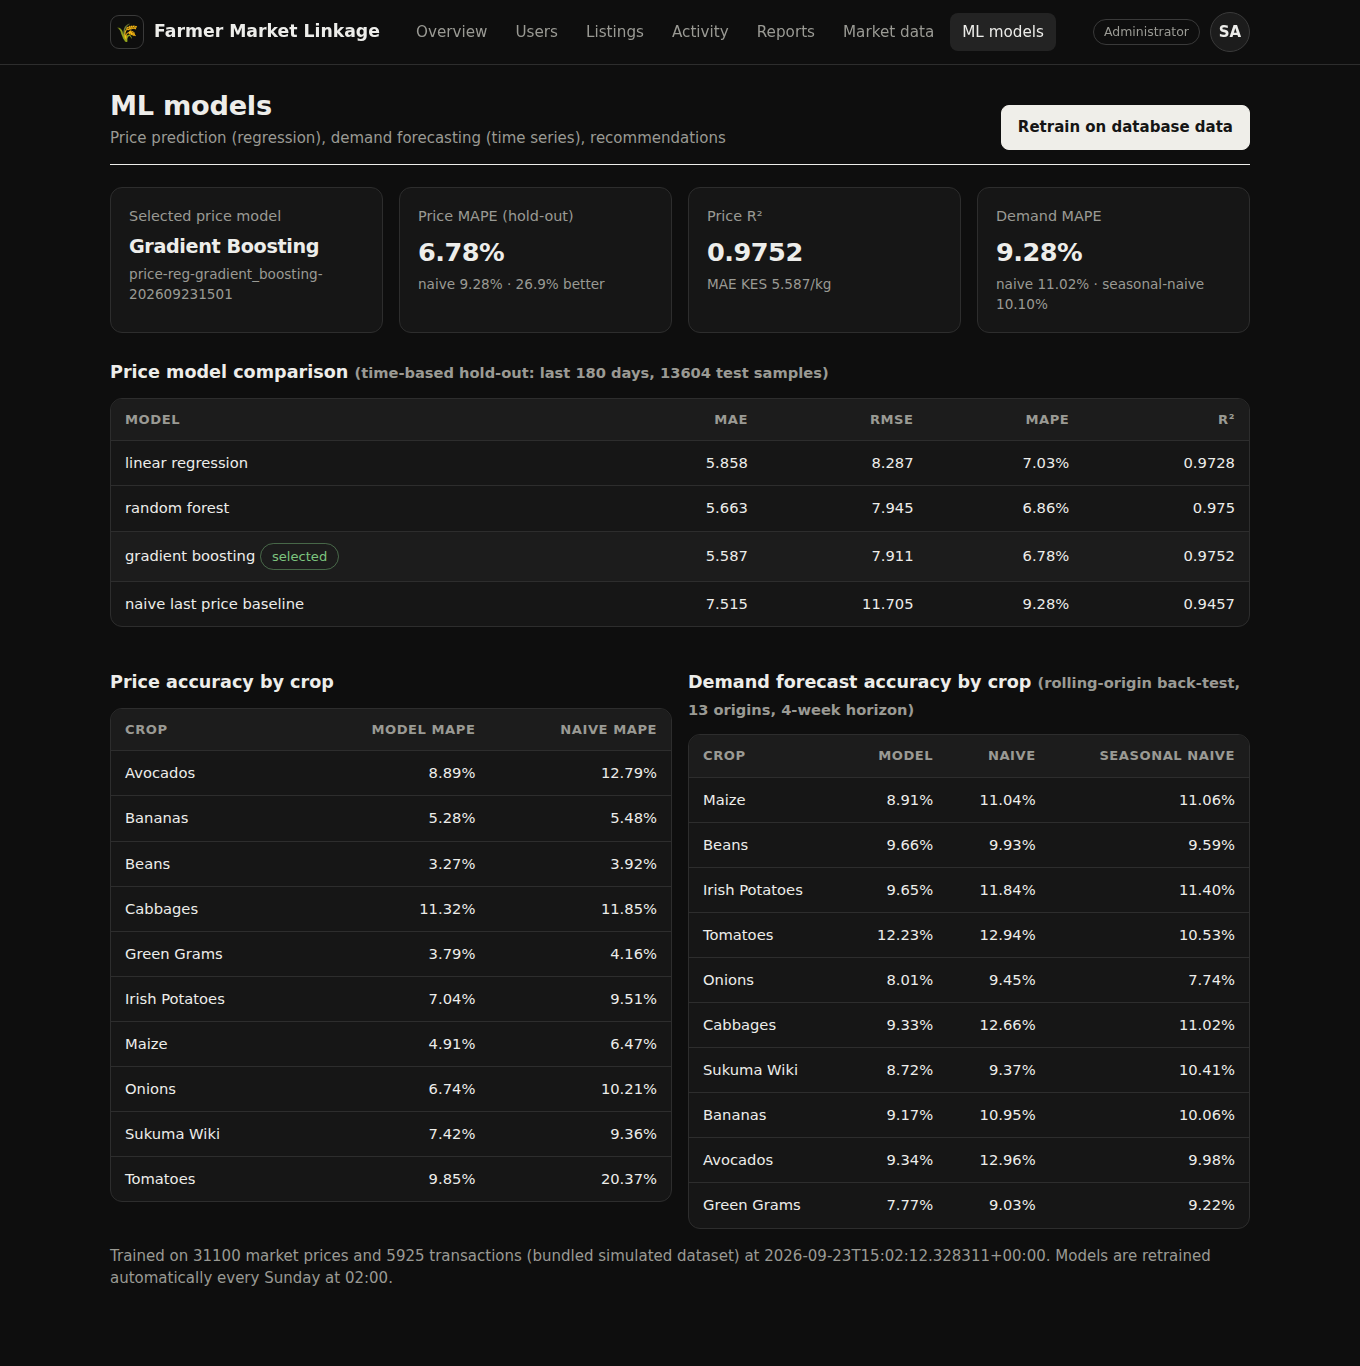 Farmer Market Linkage
Overview
Users
Listings
Activity
Reports
Market data
ML models
Administrator
SA
ML models
Price prediction (regression), demand forecasting (time series), recommendations
Retrain on database data
Selected price model
Gradient Boosting
price-reg-gradient_boosting-
202609231501
Price MAPE (hold-out)
6.78%
naive 9.28% · 26.9% better
Price R²
0.9752
MAE KES 5.587/kg
Demand MAPE
9.28%
naive 11.02% · seasonal-naive
10.10%
Price model comparison (time-based hold-out: last 180 days, 13604 test samples)
MODEL MAE RMSE MAPE R²
linear regression 5.858 8.287 7.03% 0.9728
random forest 5.663 7.945 6.86% 0.975
gradient boosting selected 5.587 7.911 6.78% 0.9752
naive last price baseline 7.515 11.705 9.28% 0.9457
Price accuracy by crop
CROP MODEL MAPE NAIVE MAPE
Avocados 8.89% 12.79%
Bananas 5.28% 5.48%
Beans 3.27% 3.92%
Cabbages 11.32% 11.85%
Green Grams 3.79% 4.16%
Irish Potatoes 7.04% 9.51%
Maize 4.91% 6.47%
Onions 6.74% 10.21%
Sukuma Wiki 7.42% 9.36%
Tomatoes 9.85% 20.37%
Demand forecast accuracy by crop (rolling-origin back-test,
13 origins, 4-week horizon)
CROP MODEL NAIVE SEASONAL NAIVE
Maize 8.91% 11.04% 11.06%
Beans 9.66% 9.93% 9.59%
Irish Potatoes 9.65% 11.84% 11.40%
Tomatoes 12.23% 12.94% 10.53%
Onions 8.01% 9.45% 7.74%
Cabbages 9.33% 12.66% 11.02%
Sukuma Wiki 8.72% 9.37% 10.41%
Bananas 9.17% 10.95% 10.06%
Avocados 9.34% 12.96% 9.98%
Green Grams 7.77% 9.03% 9.22%
Trained on 31100 market prices and 5925 transactions (bundled simulated dataset) at 2026-09-23T15:02:12.328311+00:00. Models are retrained
automatically every Sunday at 02:00.